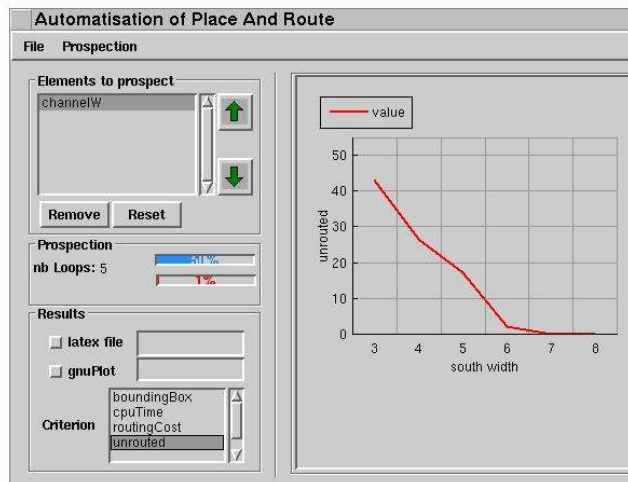 Automatisation of Place And Route
File Prospection
Elements to prospect
channelW
Remove Reset
Prospection
nb Loops: 5
50%
1%
Results
latex file
gnuPlot
Criterion
boundingBox
cpuTime
routingCost
unrouted
value
50
40
30
20
10
0
unrouted
3 4 5 6 7 8
south width